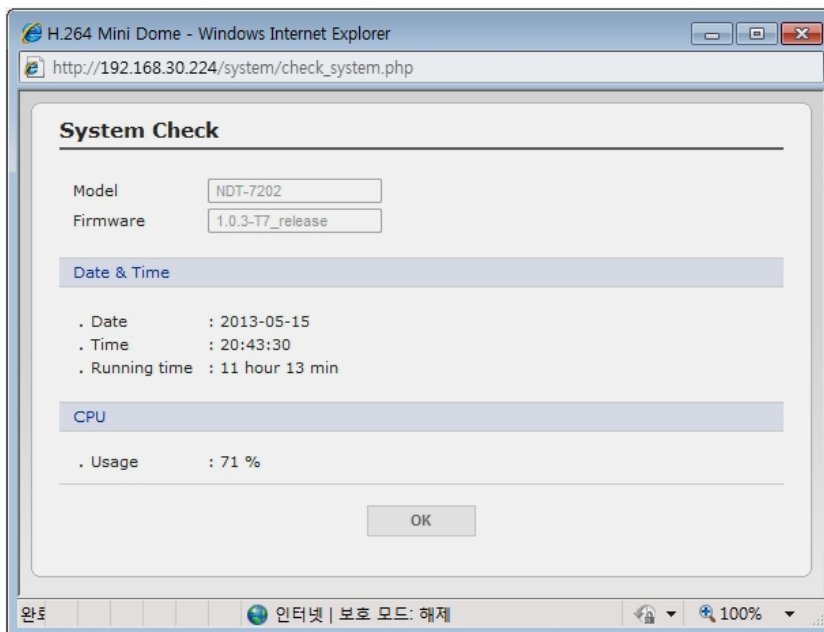 H.264 Mini Dome - Windows Internet Explorer
http://192.168.30.224/system/check_system.php
System Check
Model NDT-7202
Firmware 1.0.3-T7_release
Date & Time
. Date : 2013-05-15
. Time : 20:43:30
. Running time : 11 hour 13 min
CPU
. Usage : 71 %
OK
인터넷 | 보호 모드: 해제 100%